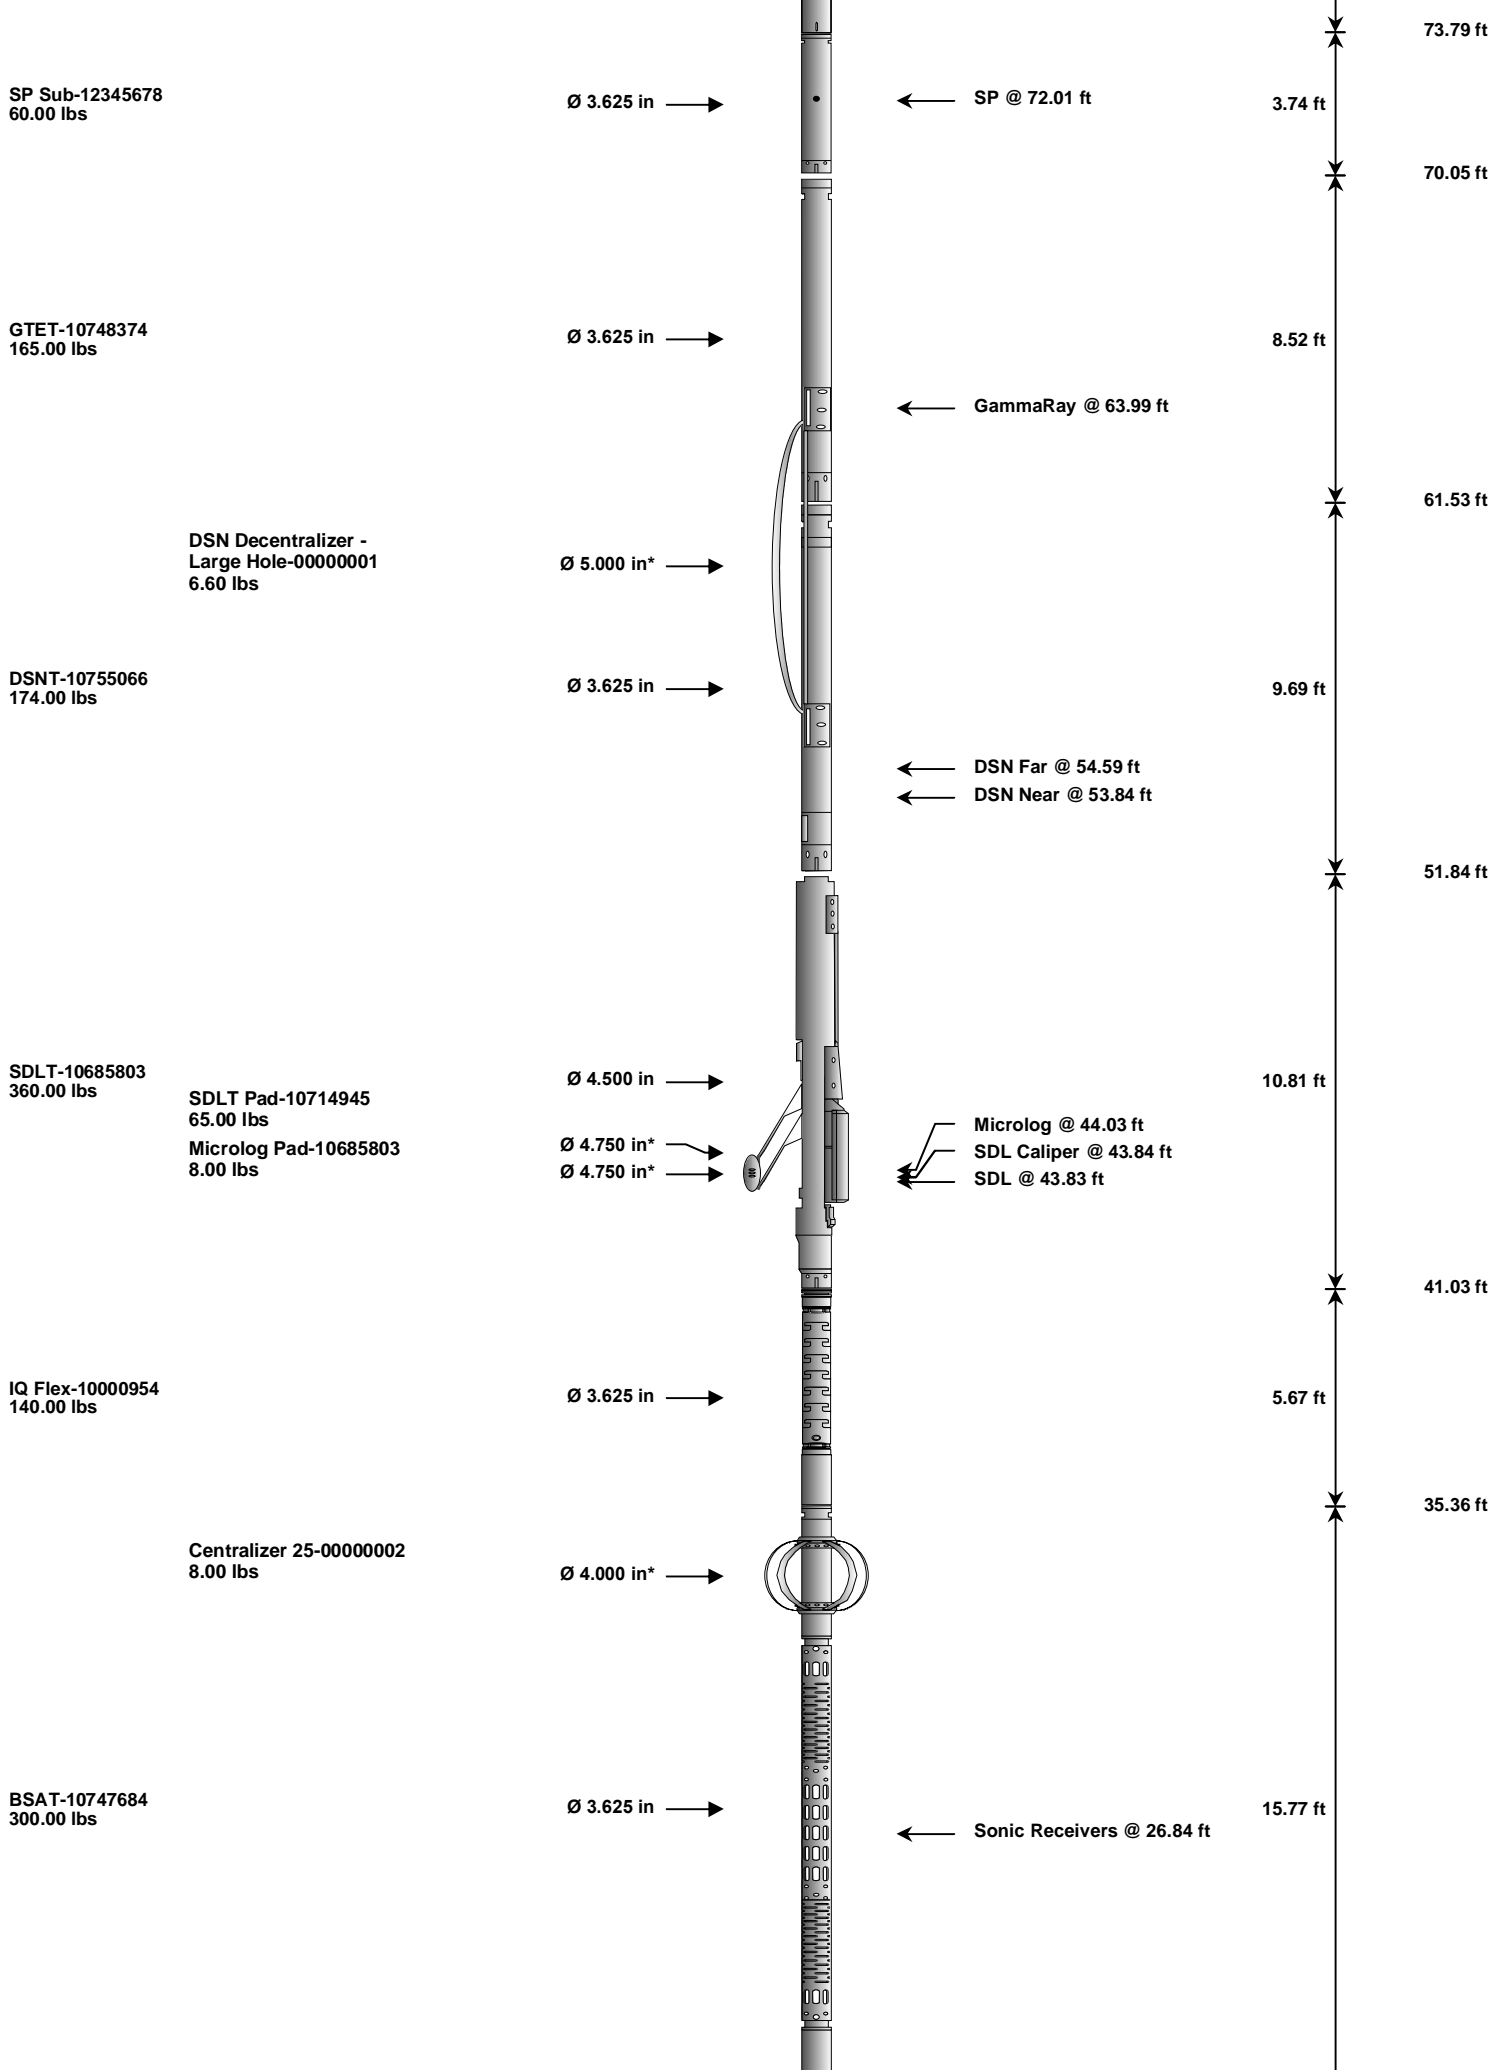 73.79 ft
SP Sub-12345678
60.00 lbs
Ø 3.625 in
SP @ 72.01 ft
3.74 ft
70.05 ft
GTET-10748374
165.00 lbs
Ø 3.625 in
8.52 ft
GammaRay @ 63.99 ft
61.53 ft
DSN Decentralizer -
Large Hole-00000001
6.60 lbs
Ø 5.000 in*
DSNT-10755066
174.00 lbs
Ø 3.625 in
9.69 ft
DSN Far @ 54.59 ft
DSN Near @ 53.84 ft
51.84 ft
SDLT-10685803
360.00 lbs
Ø 4.500 in
10.81 ft
SDLT Pad-10714945
65.00 lbs
Microlog Pad-10685803
8.00 lbs
Ø 4.750 in*
Ø 4.750 in*
Microlog @ 44.03 ft
SDL Caliper @ 43.84 ft
SDL @ 43.83 ft
41.03 ft
IQ Flex-10000954
140.00 lbs
Ø 3.625 in
5.67 ft
35.36 ft
Centralizer 25-00000002
8.00 lbs
Ø 4.000 in*
BSAT-10747684
300.00 lbs
Ø 3.625 in
15.77 ft
Sonic Receivers @ 26.84 ft